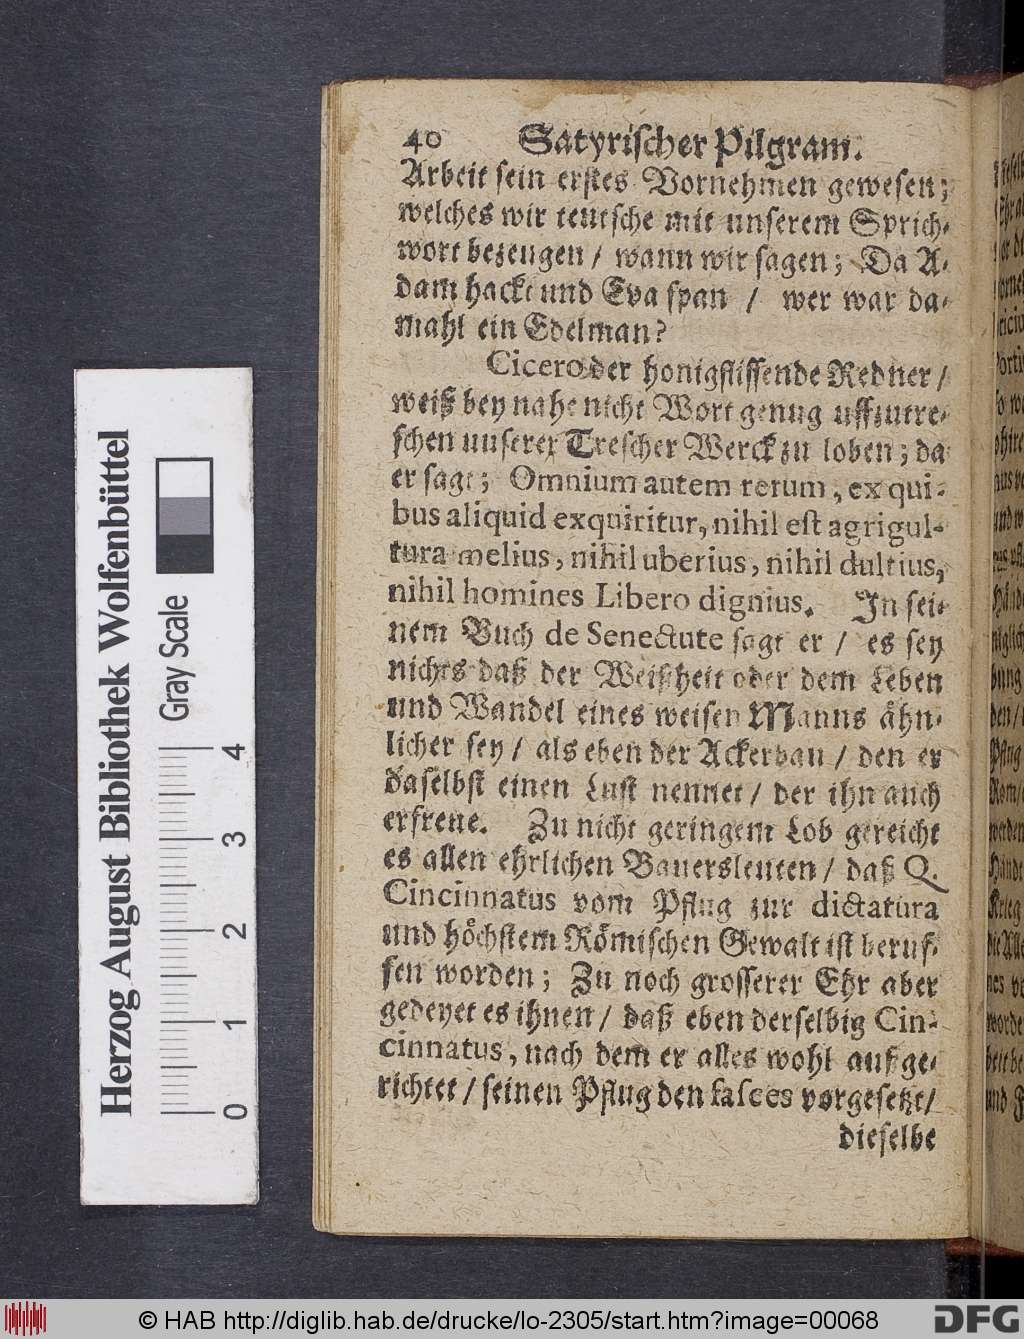 40 Satyrischer Pilgram.
Arbeit sein erstes Vornehmen gewesen;
welches wir teutsche mit unserem Sprich-
wort bezeugen / wann wir sagen; Da A-
dam hackt und Eva span / wer war da-
mahl ein Edelman?
Cicero der honigflissende Redner /
weiß bey nahe nicht Wort genug uffzutre-
schen unserer Trescher Werck zu loben; da
er sagt; Omnium autem rerum, ex qui-
bus aliquid exquiritur, nihil est agrigul-
tura melius, nihil uberius, nihil dultius,
nihil homines Libero dignius. In sei-
nem Buch de Senectute sagt er / es sey
nichts daß der Weißheit oder dem Leben
und Wandel eines weisen Manns ähn-
licher sey / als eben der Ackerbau / den er
daselbst einen Lust nennet / der ihn auch
erfreue. Zu nicht geringem Lob gereicht
es allen ehrlichen Bauersleuten / daß Q.
Cincinnatus vom Pflug zur dictatura
und höchstem Römischen Gewalt ist beruf-
fen worden; Zu noch grosserer Ehr aber
gedeyet es ihnen / daß eben derselbig Cin-
cinnatus, nach dem er alles wohl aufge-
richtet / seinen Pflug den fasces vorgesetzt /
dieselbe
Herzog August Bibliothek Wolfenbüttel
Gray Scale
0 1 2 3 4
© HAB http://diglib.hab.de/drucke/lo-2305/start.htm?image=00068
DFG